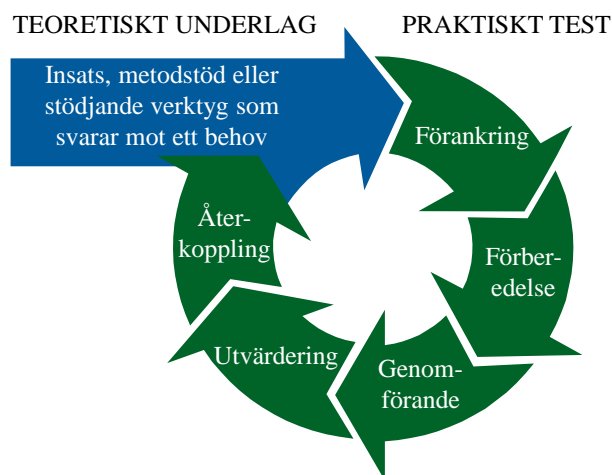 TEORETISKT UNDERLAG
PRAKTISKT TEST
Insats, metodstöd eller
stödjande verktyg som
svarar mot ett behov
Förankring
Förber-
edelse
Genom-
förande
Utvärdering
Åter-
koppling